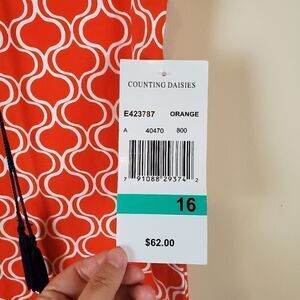 COUNTING DAISIES
E423787 ORANGE
A 40470 800
7 91088 29374 2
16
$62.00